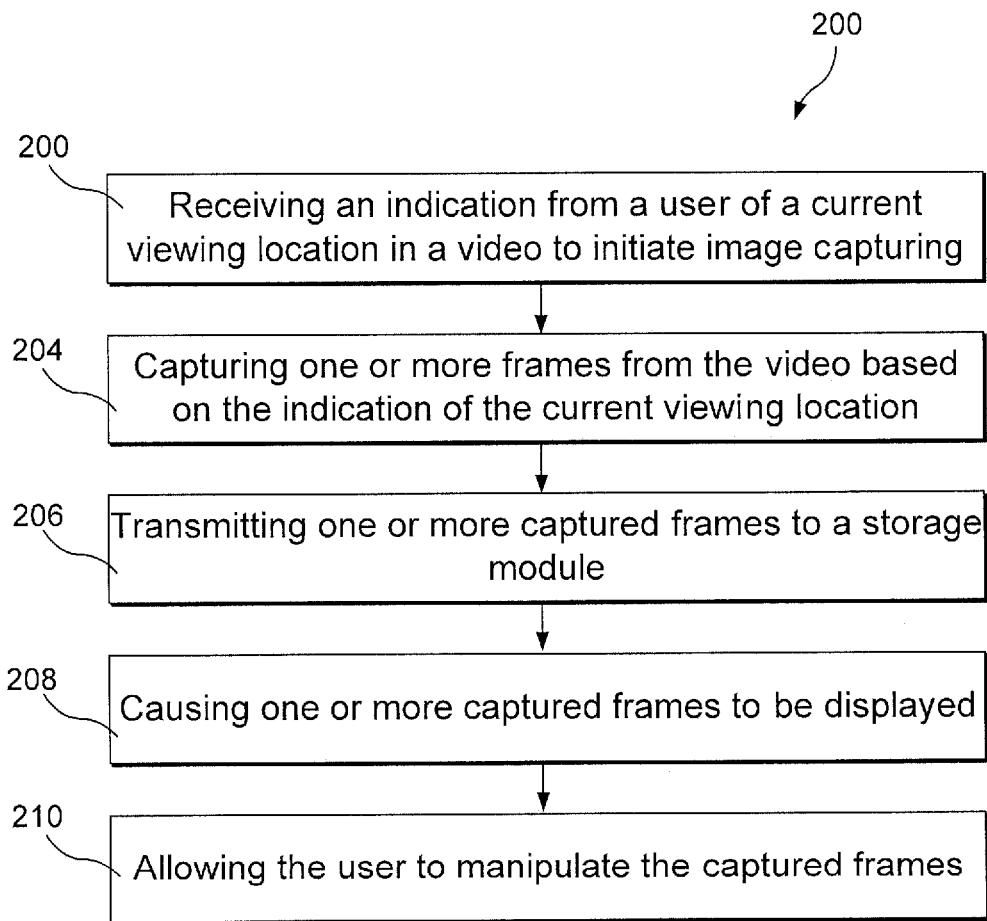 200
200
Receiving an indication from a user of a current
viewing location in a video to initiate image capturing
204
Capturing one or more frames from the video based
on the indication of the current viewing location
206
Transmitting one or more captured frames to a storage
module
208
Causing one or more captured frames to be displayed
210
Allowing the user to manipulate the captured frames